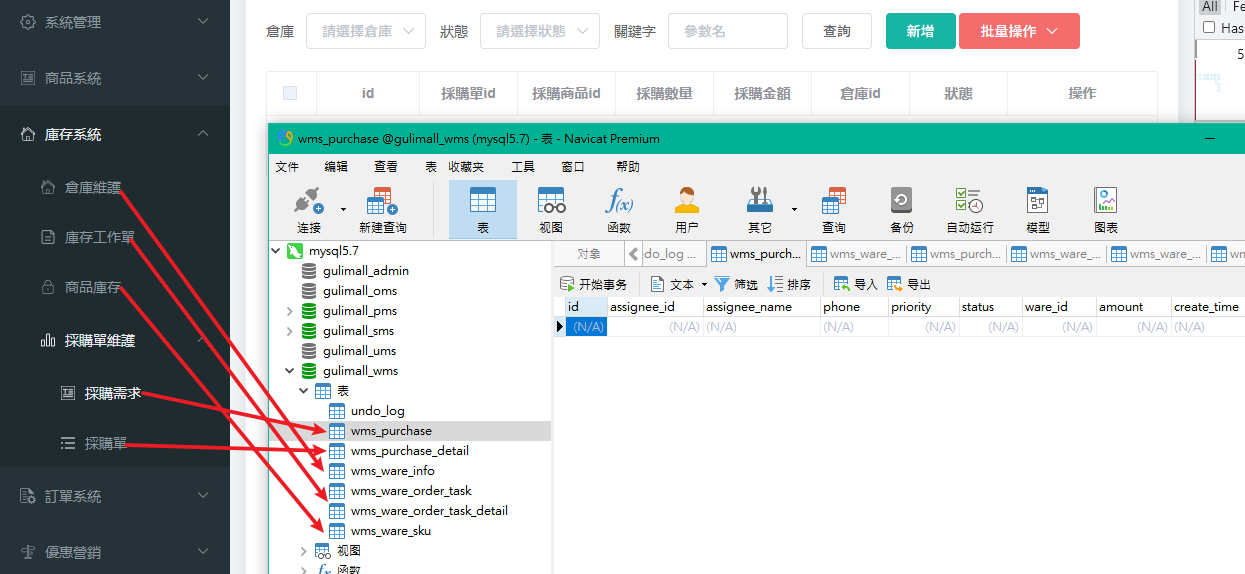 系統管理
商品系統
庫存系統
倉庫維護
庫存工作單
商品庫存
採購單維護
採購需求
採購單
訂單系統
優惠營銷
倉庫 請選擇倉庫 狀態 請選擇狀態 關鍵字 參數名 查詢 新增 批量操作
id 採購單id 採購商品id 採購數量 採購金額 倉庫id 狀態 操作
All Fe
Has
5
wms_purchase @gulimall_wms (mysql5.7) - 表 - Navicat Premium
文件 编辑 查看 表 收藏夹 工具 窗口 帮助
连接 新建查询 表 视图 函数 用户 其它 查询 备份 自动运行 模型 图表
mysql5.7
gulimall_admin
gulimall_oms
gulimall_pms
gulimall_sms
gulimall_ums
gulimall_wms
表
undo_log
wms_purchase
wms_purchase_detail
wms_ware_info
wms_ware_order_task
wms_ware_order_task_detail
wms_ware_sku
视图
函数
对象 do_log ... wms_purch... wms_ware_... wms_purch... wms_ware_... wms_ware_... wm
开始事务 文本 筛选 排序 导入 导出
id assignee_id assignee_name phone priority status ware_id amount create_time
(N/A) (N/A) (N/A) (N/A) (N/A) (N/A) (N/A) (N/A) (N/A)